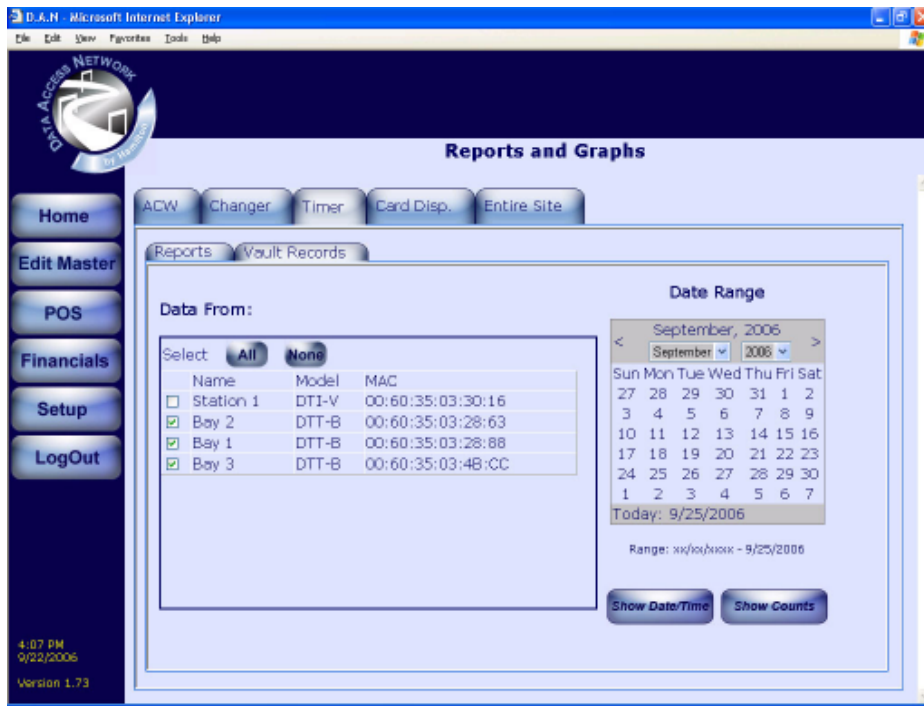 D.A.N - Microsoft Internet Explorer
File Edit View Favorites Tools Help
DATA ACCESS NETWORK
by Hamilton
Reports and Graphs
Home
Edit Master
POS
Financials
Setup
LogOut
4:07 PM
9/22/2006
Version 1.73
ACW Changer Timer Card Disp. Entire Site
Reports Vault Records
Data From:
Select All None
Name Model MAC
Station 1 DTI-V 00:60:35:03:30:16
Bay 2 DTT-B 00:60:35:03:28:63
Bay 1 DTT-B 00:60:35:03:28:88
Bay 3 DTT-B 00:60:35:03:4B:CC
Date Range
< September, 2006 >
September 2006
Sun Mon Tue Wed Thu Fri Sat
27 28 29 30 31 1 2
3 4 5 6 7 8 9
10 11 12 13 14 15 16
17 18 19 20 21 22 23
24 25 26 27 28 29 30
1 2 3 4 5 6 7
Today: 9/25/2006
Range: xx/xx/xxxx - 9/25/2006
Show Date/Time Show Counts